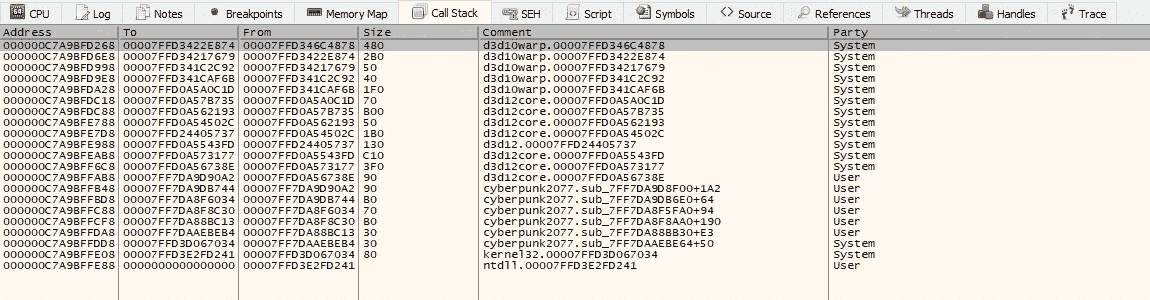 CPU Log Notes Breakpoints Memory Map Call Stack SEH Script Symbols Source References Threads Handles Trace
Address To From Size Comment Party
000000C7A9BFD268 00007FFD3422E874 00007FFD346C4878 480 d3d10warp.00007FFD346C4878 System
000000C7A9BFD6E8 00007FFD34217679 00007FFD3422E874 2B0 d3d10warp.00007FFD3422E874 System
000000C7A9BFD998 00007FFD341C2C92 00007FFD34217679 50 d3d10warp.00007FFD34217679 System
000000C7A9BFD9E8 00007FFD341CAF6B 00007FFD341C2C92 40 d3d10warp.00007FFD341C2C92 System
000000C7A9BFDA28 00007FFD0A5A0C1D 00007FFD341CAF6B 1F0 d3d10warp.00007FFD341CAF6B System
000000C7A9BFDC18 00007FFD0A57B735 00007FFD0A5A0C1D 70 d3d12core.00007FFD0A5A0C1D System
000000C7A9BFDC88 00007FFD0A562193 00007FFD0A57B735 B00 d3d12core.00007FFD0A57B735 System
000000C7A9BFE788 00007FFD0A54502C 00007FFD0A562193 50 d3d12core.00007FFD0A562193 System
000000C7A9BFE7D8 00007FFD24405737 00007FFD0A54502C 1B0 d3d12core.00007FFD0A54502C System
000000C7A9BFE988 00007FFD0A5543FD 00007FFD24405737 130 d3d12.00007FFD24405737 System
000000C7A9BFEAB8 00007FFD0A573177 00007FFD0A5543FD C10 d3d12core.00007FFD0A5543FD System
000000C7A9BFF6C8 00007FFD0A56738E 00007FFD0A573177 3F0 d3d12core.00007FFD0A573177 System
000000C7A9BFFAB8 00007FF7DA9D90A2 00007FFD0A56738E 90 d3d12core.00007FFD0A56738E User
000000C7A9BFFB48 00007FF7DA9DB744 00007FF7DA9D90A2 90 cyberpunk2077.sub_7FF7DA9D8F00+1A2 User
000000C7A9BFFBD8 00007FF7DA8F6034 00007FF7DA9DB744 B0 cyberpunk2077.sub_7FF7DA9DB6E0+64 User
000000C7A9BFFC88 00007FF7DA8F8C30 00007FF7DA8F6034 70 cyberpunk2077.sub_7FF7DA8F5FA0+94 User
000000C7A9BFFCF8 00007FF7DA88BC13 00007FF7DA8F8C30 B0 cyberpunk2077.sub_7FF7DA8F8AA0+190 User
000000C7A9BFFDA8 00007FF7DAAEBEB4 00007FF7DA88BC13 30 cyberpunk2077.sub_7FF7DA88BB30+E3 User
000000C7A9BFFDD8 00007FFD3D067034 00007FF7DAAEBEB4 30 cyberpunk2077.sub_7FF7DAAEBE64+50 System
000000C7A9BFFE08 00007FFD3E2FD241 00007FFD3D067034 80 kernel32.00007FFD3D067034 System
000000C7A9BFFE88 0000000000000000 00007FFD3E2FD241 ntdll.00007FFD3E2FD241 User